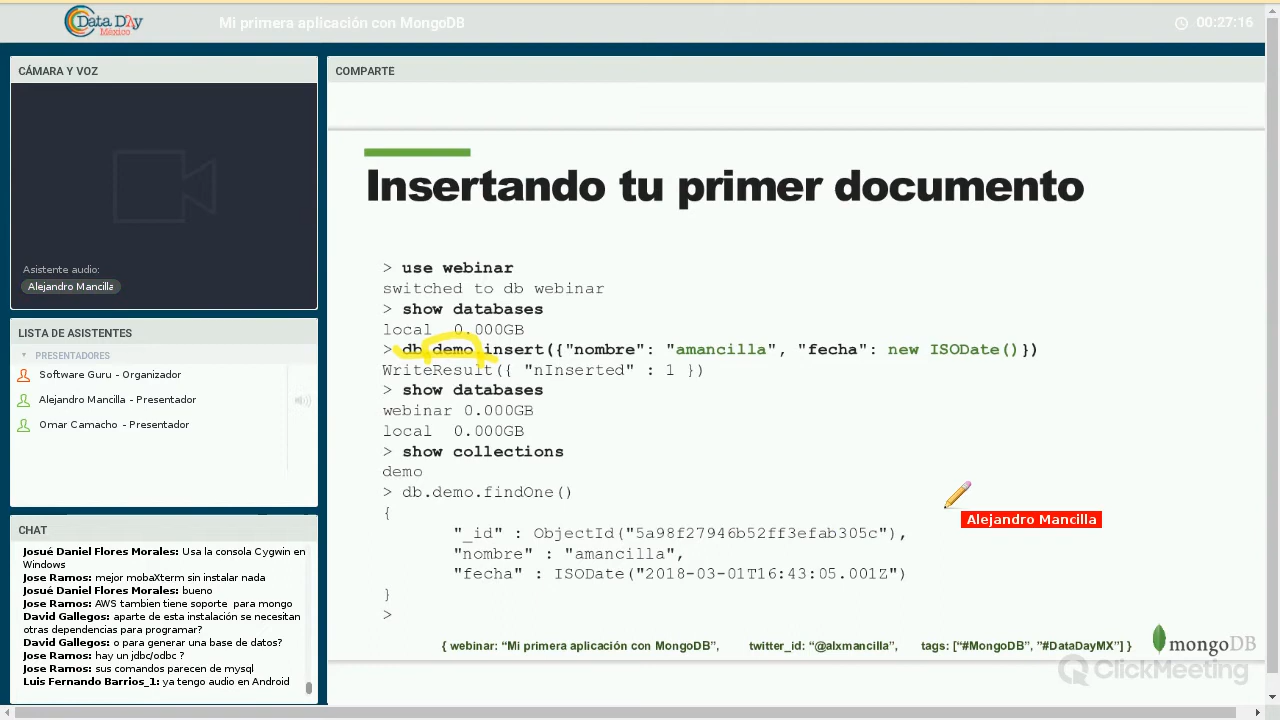 Data Day
México
Mi primera aplicación con MongoDB
00:27:16
CÁMARA Y VOZ
Asistente audio:
Alejandro Mancilla
LISTA DE ASISTENTES
PRESENTADORES
Software Guru - Organizador
Alejandro Mancilla - Presentador
Omar Camacho - Presentador
CHAT
Josué Daniel Flores Morales: Usa la consola Cygwin en
Windows
Jose Ramos: mejor mobaXterm sin instalar nada
Josué Daniel Flores Morales: bueno
Jose Ramos: AWS tambien tiene soporte para mongo
David Gallegos: aparte de esta instalación se necesitan
otras dependencias para programar?
David Gallegos: o para generar una base de datos?
Jose Ramos: hay un jdbc/odbc ?
Jose Ramos: sus comandos parecen de mysql
Luis Fernando Barrios_1: ya tengo audio en Android
COMPARTE
Insertando tu primer documento
> use webinar
switched to db webinar
> show databases
local 0.000GB
> db.demo.insert({"nombre": "amancilla", "fecha": new ISODate()})
WriteResult({ "nInserted" : 1 })
> show databases
webinar 0.000GB
local 0.000GB
> show collections
demo
> db.demo.findOne()
{
"_id" : ObjectId("5a98f27946b52ff3efab305c"),
"nombre" : "amancilla",
"fecha" : ISODate("2018-03-01T16:43:05.001Z")
}
>
Alejandro Mancilla
{ webinar: “Mi primera aplicación con MongoDB”, twitter_id: “@alxmancilla”, tags: [“#MongoDB”, ”#DataDayMX”] }
mongoDB
ClickMeeting